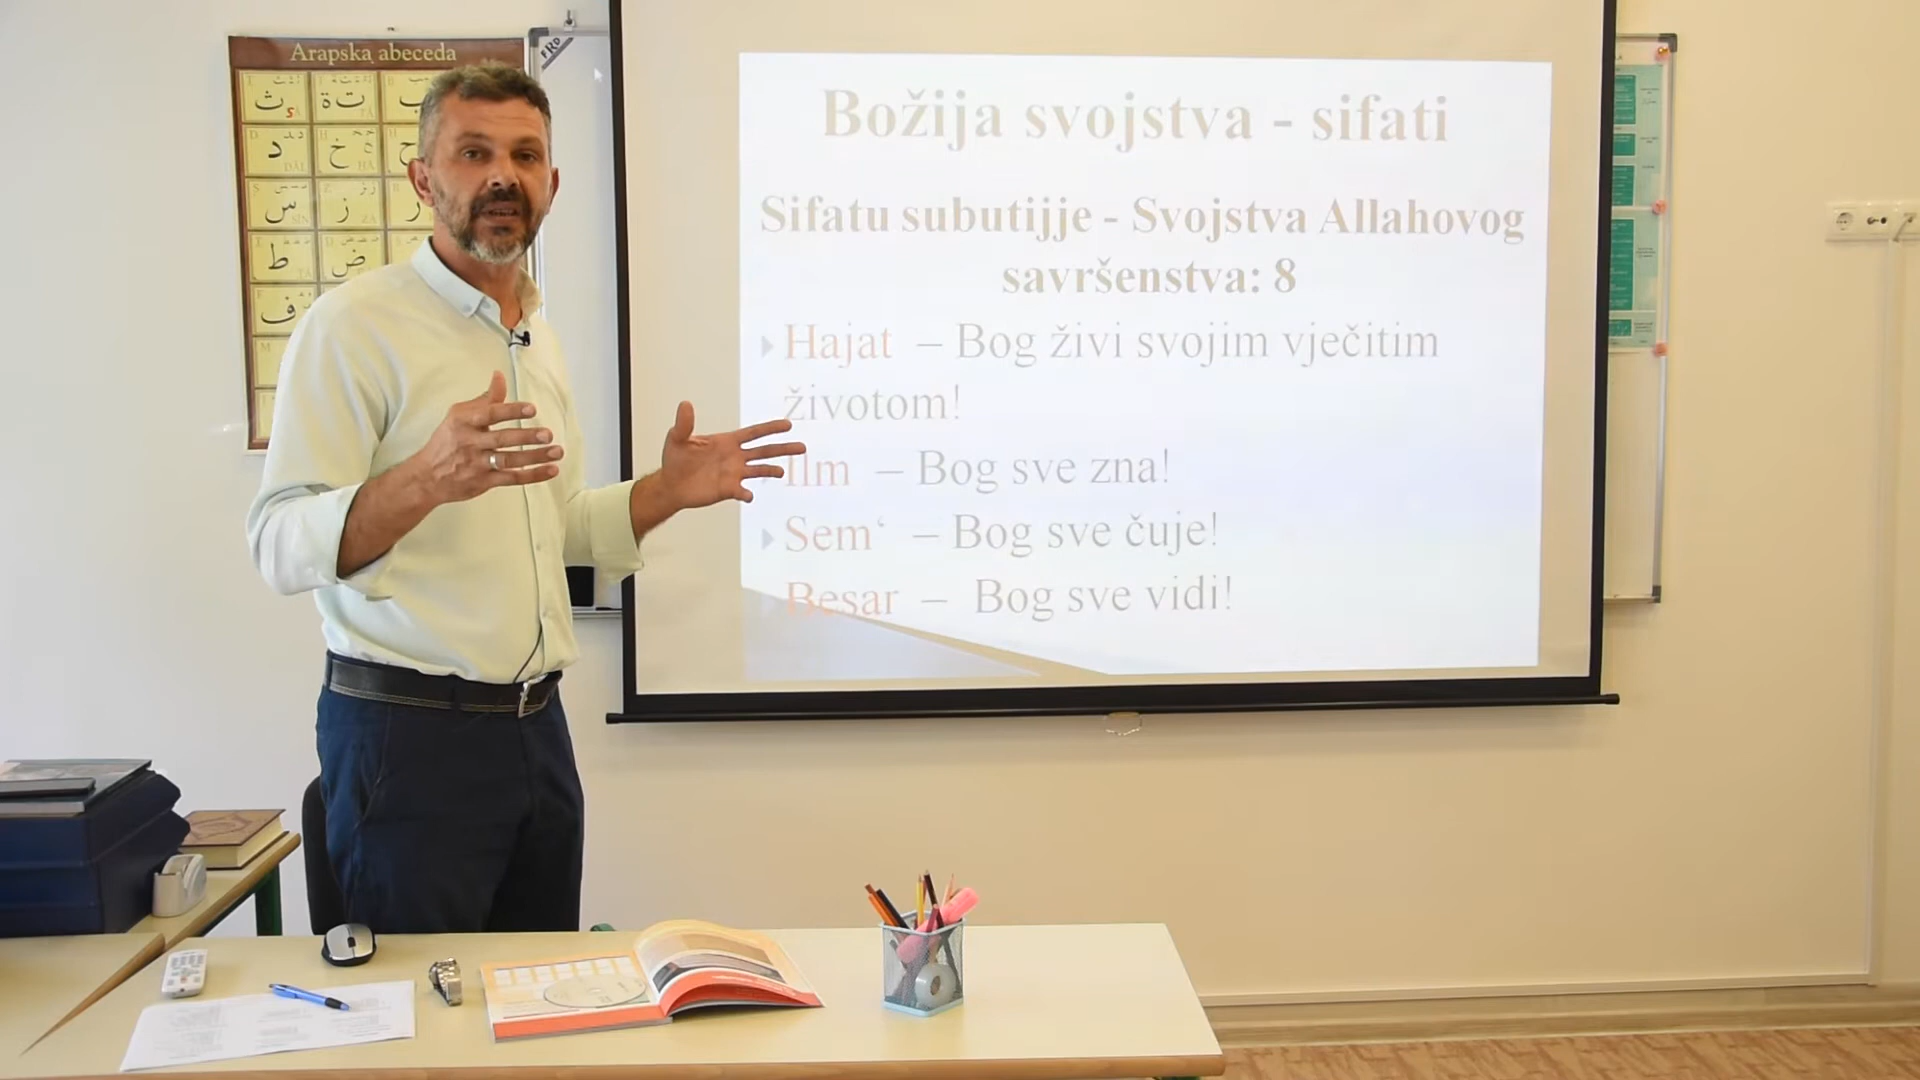 Arapska abeceda
ث
ت ة
ب
د
خ
ح
س
ز
ر
ط
ض
ف
FRD
Božija svojstva - sifati
Sifatu subutijje - Svojstva Allahovog
savršenstva: 8
Hajat – Bog živi svojim vječitim
životom!
Ilm – Bog sve zna!
Sem‘ – Bog sve čuje!
Besar – Bog sve vidi!